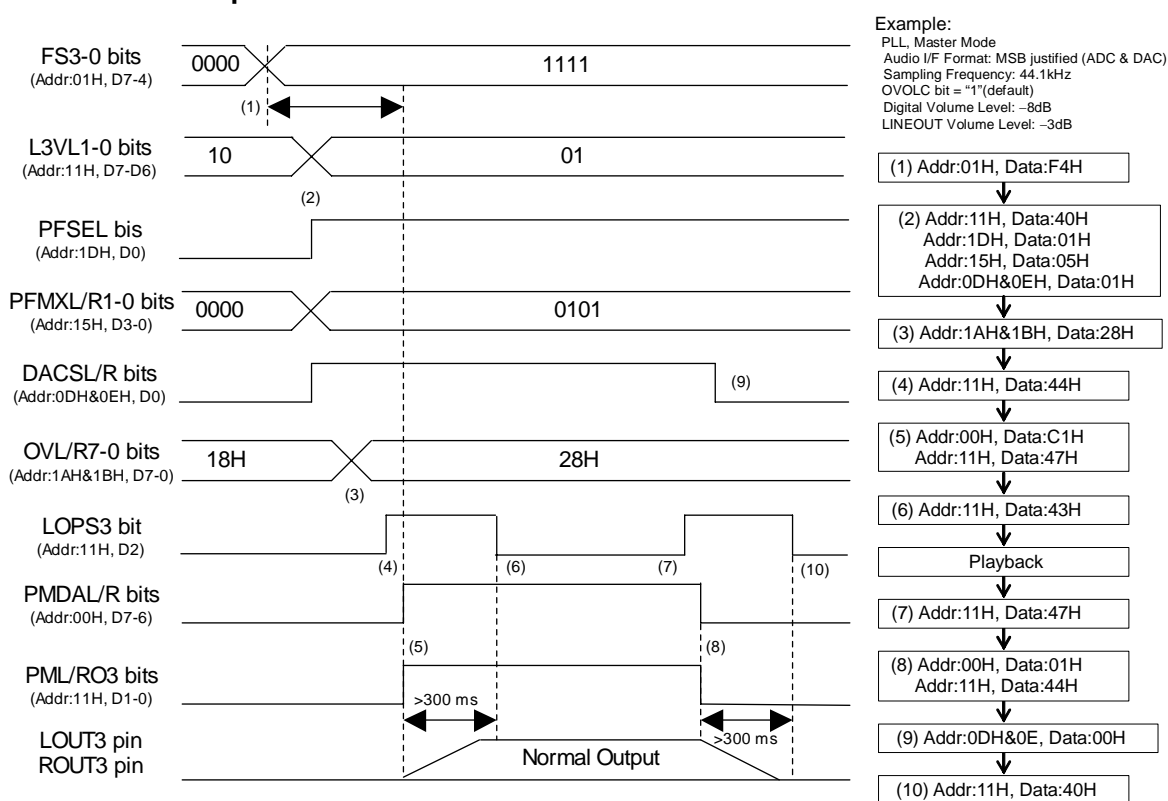 FS3-0 bits
(Addr:01H, D7-4)
0000
1111
(1)
L3VL1-0 bits
(Addr:11H, D7-D6)
10
01
(2)
PFSEL bis
(Addr:1DH, D0)
PFMXL/R1-0 bits
(Addr:15H, D3-0)
0000
0101
DACSL/R bits
(Addr:0DH&0EH, D0)
(9)
OVL/R7-0 bits
(Addr:1AH&1BH, D7-0)
18H
28H
(3)
LOPS3 bit
(Addr:11H, D2)
(4)
(6)
(7)
(10)
PMDAL/R bits
(Addr:00H, D7-6)
(5)
(8)
PML/RO3 bits
(Addr:11H, D1-0)
>300 ms
>300 ms
LOUT3 pin
ROUT3 pin
Normal Output
Example:
PLL, Master Mode
Audio I/F Format: MSB justified (ADC & DAC)
Sampling Frequency: 44.1kHz
OVOLC bit = “1”(default)
Digital Volume Level: −8dB
LINEOUT Volume Level: −3dB
(1) Addr:01H, Data:F4H
(2) Addr:11H, Data:40H
Addr:1DH, Data:01H
Addr:15H, Data:05H
Addr:0DH&0EH, Data:01H
(3) Addr:1AH&1BH, Data:28H
(4) Addr:11H, Data:44H
(5) Addr:00H, Data:C1H
Addr:11H, Data:47H
(6) Addr:11H, Data:43H
Playback
(7) Addr:11H, Data:47H
(8) Addr:00H, Data:01H
Addr:11H, Data:44H
(9) Addr:0DH&0E, Data:00H
(10) Addr:11H, Data:40H